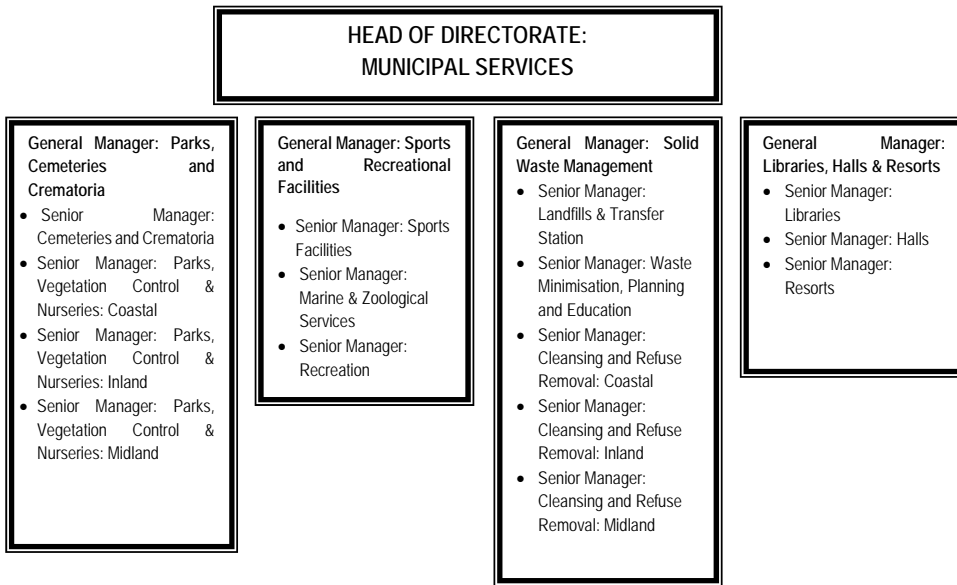 HEAD OF DIRECTORATE:
MUNICIPAL SERVICES
General Manager: Parks,
Cemeteries and
Crematoria
• Senior Manager:
Cemeteries and Crematoria
• Senior Manager: Parks,
Vegetation Control &
Nurseries: Coastal
• Senior Manager: Parks,
Vegetation Control &
Nurseries: Inland
• Senior Manager: Parks,
Vegetation Control &
Nurseries: Midland
General Manager: Sports
and Recreational
Facilities
• Senior Manager: Sports
Facilities
• Senior Manager:
Marine & Zoological
Services
• Senior Manager:
Recreation
General Manager: Solid
Waste Management
• Senior Manager:
Landfills & Transfer
Station
• Senior Manager: Waste
Minimisation, Planning
and Education
• Senior Manager:
Cleansing and Refuse
Removal: Coastal
• Senior Manager:
Cleansing and Refuse
Removal: Inland
• Senior Manager:
Cleansing and Refuse
Removal: Midland
General Manager:
Libraries, Halls & Resorts
• Senior Manager:
Libraries
• Senior Manager: Halls
• Senior Manager:
Resorts